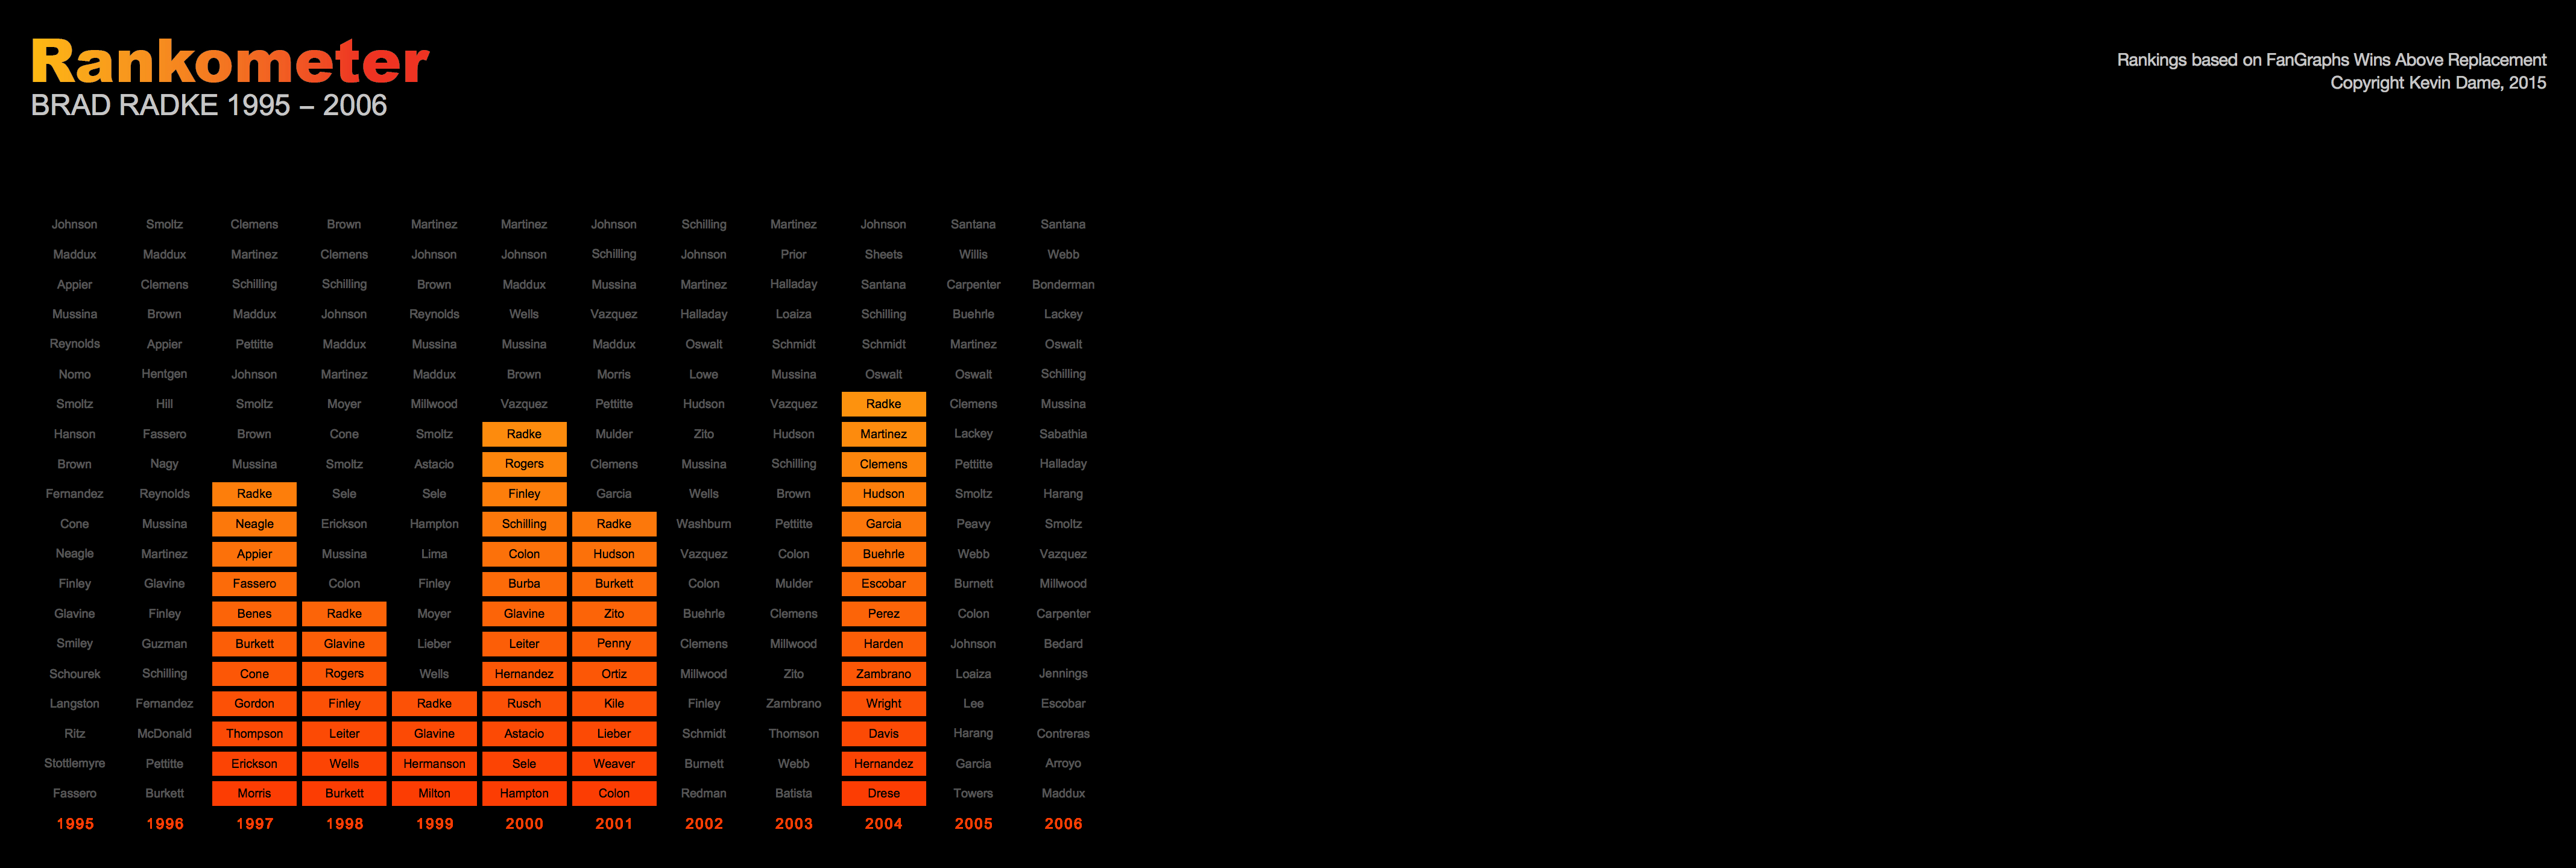 Rankometer
BRAD RADKE 1995 – 2006
Rankings based on FanGraphs Wins Above Replacement
Copyright Kevin Dame, 2015
Johnson Smoltz Clemens Brown Martinez Martinez Johnson Schilling Martinez Johnson Santana Santana
Maddux Maddux Martinez Clemens Johnson Johnson Schilling Johnson Prior Sheets Willis Webb
Appier Clemens Schilling Schilling Brown Maddux Mussina Martinez Halladay Santana Carpenter Bonderman
Mussina Brown Maddux Johnson Reynolds Wells Vazquez Halladay Loaiza Schilling Buehrle Lackey
Reynolds Appier Pettitte Maddux Mussina Mussina Maddux Oswalt Schmidt Schmidt Martinez Oswalt
Nomo Hentgen Johnson Martinez Maddux Brown Morris Lowe Mussina Oswalt Oswalt Schilling
Smoltz Hill Smoltz Moyer Millwood Vazquez Pettitte Hudson Vazquez Radke Clemens Mussina
Hanson Fassero Brown Cone Smoltz Radke Mulder Zito Hudson Martinez Lackey Sabathia
Brown Nagy Mussina Smoltz Astacio Rogers Clemens Mussina Schilling Clemens Pettitte Halladay
Fernandez Reynolds Radke Sele Sele Finley Garcia Wells Brown Hudson Smoltz Harang
Cone Mussina Neagle Erickson Hampton Schilling Radke Washburn Pettitte Garcia Peavy Smoltz
Neagle Martinez Appier Mussina Lima Colon Hudson Vazquez Colon Buehrle Webb Vazquez
Finley Glavine Fassero Colon Finley Burba Burkett Colon Mulder Escobar Burnett Millwood
Glavine Finley Benes Radke Moyer Glavine Zito Buehrle Clemens Perez Colon Carpenter
Smiley Guzman Burkett Glavine Lieber Leiter Penny Clemens Millwood Harden Johnson Bedard
Schourek Schilling Cone Rogers Wells Hernandez Ortiz Millwood Zito Zambrano Loaiza Jennings
Langston Fernandez Gordon Finley Radke Rusch Kile Finley Zambrano Wright Lee Escobar
Ritz McDonald Thompson Leiter Glavine Astacio Lieber Schmidt Thomson Davis Harang Contreras
Stottlemyre Pettitte Erickson Wells Hermanson Sele Weaver Burnett Webb Hernandez Garcia Arroyo
Fassero Burkett Morris Burkett Milton Hampton Colon Redman Batista Drese Towers Maddux
1995 1996 1997 1998 1999 2000 2001 2002 2003 2004 2005 2006